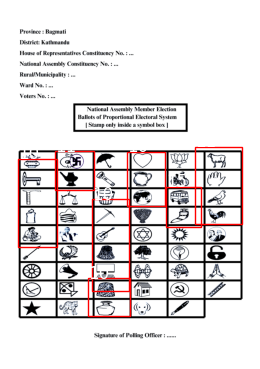 Province : Bagmati
District: Kathmandu
House of Representatives Constituency No. : ...
National Assembly Constituency No. : ...
Rural/Municipality : ...
Ward No. : ...
Voters No. : ...
National Assembly Member Election
Ballots of Proportional Electoral System
[ Stamp only inside a symbol box ]
Signature of Polling Officer : ......